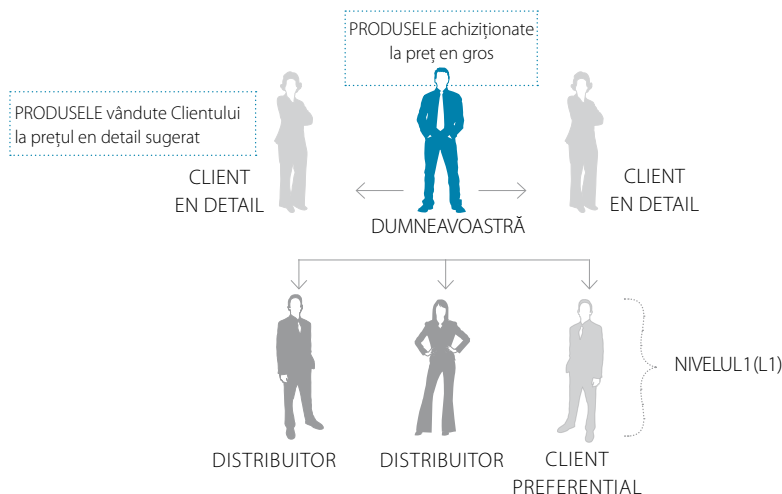 PRODUSELE achiziționate
la preț en gros
PRODUSELE vândute Clientului
la prețul en detail sugerat
CLIENT
EN DETAIL
CLIENT
EN DETAIL
DUMNEAVOASTRĂ
NIVELUL1(L1)
DISTRIBUITOR
DISTRIBUITOR
CLIENT
PREFERENTIAL